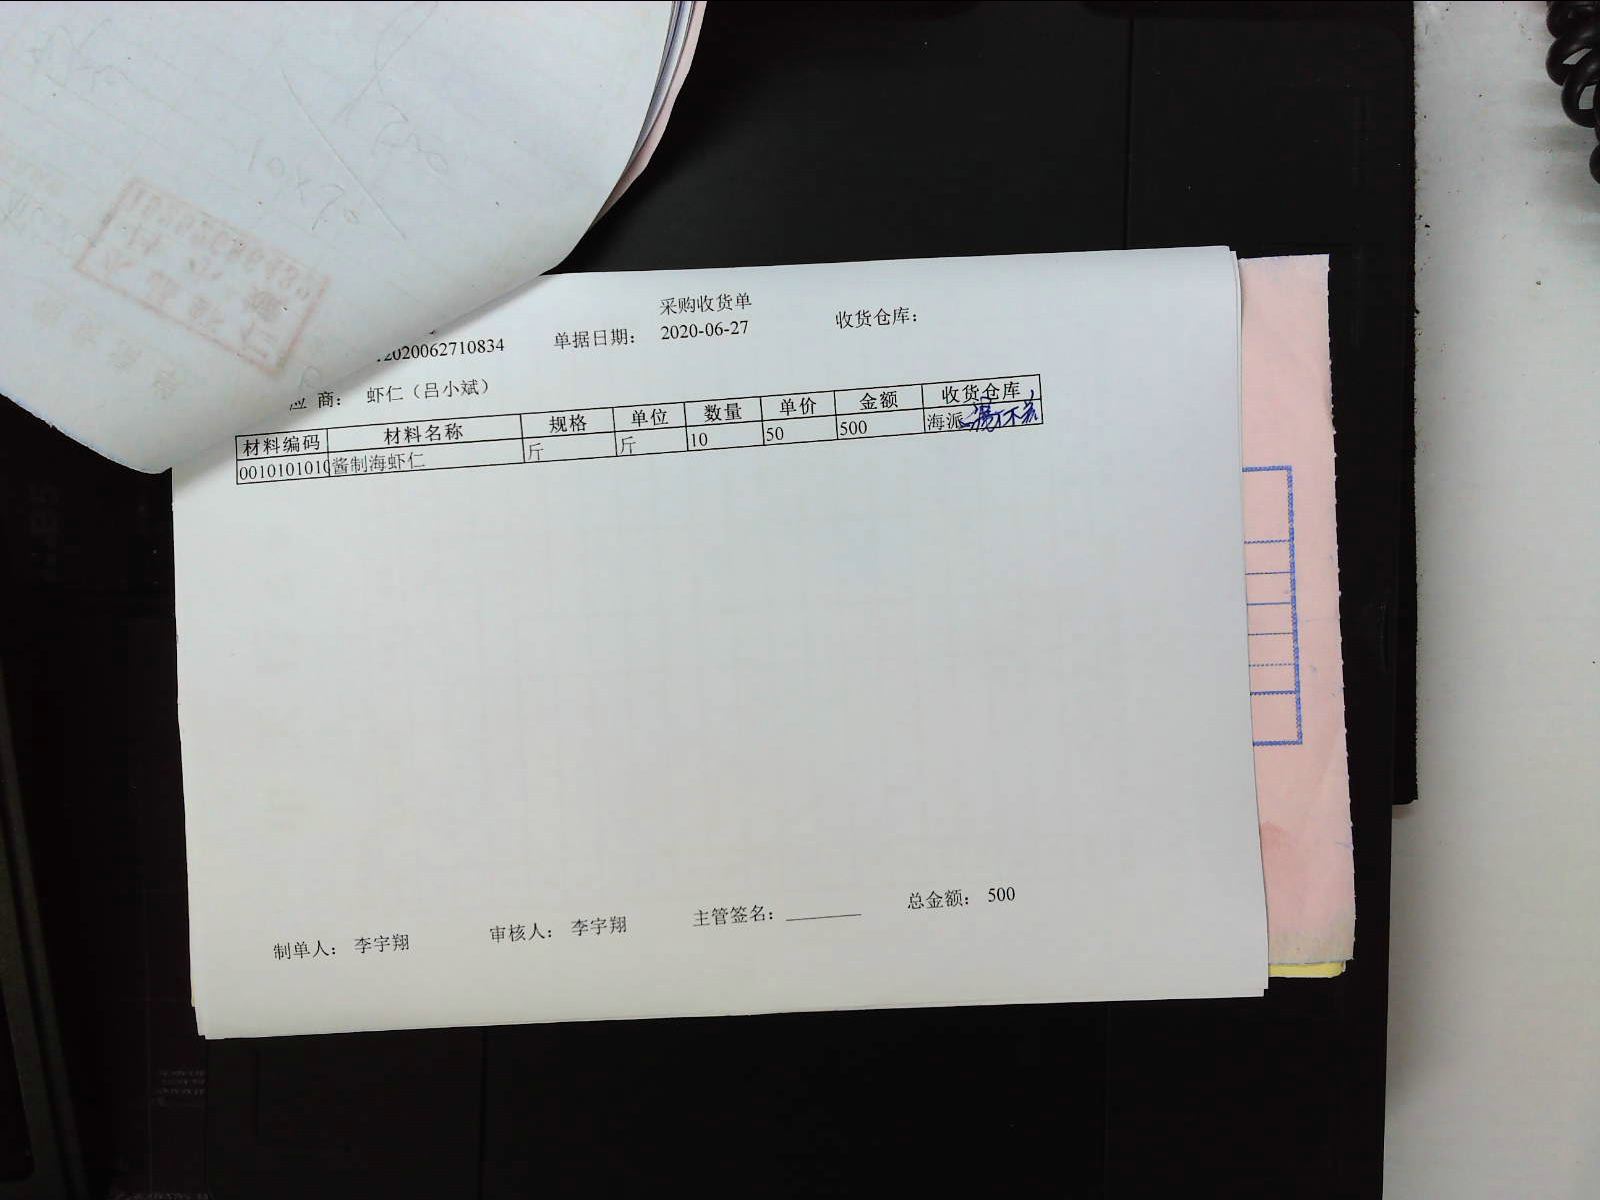 采购收货单
2020062710834 单据日期: 2020-06-27 收货仓库:
应 商: 虾仁(吕小斌)
材料编码 材料名称 规格 单位 数量 单价 金额 收货仓库
0010101010 酱制海虾仁 斤 斤 10 50 500 海派
制单人: 李宇翔 审核人: 李宇翔 主管签名: 总金额: 500